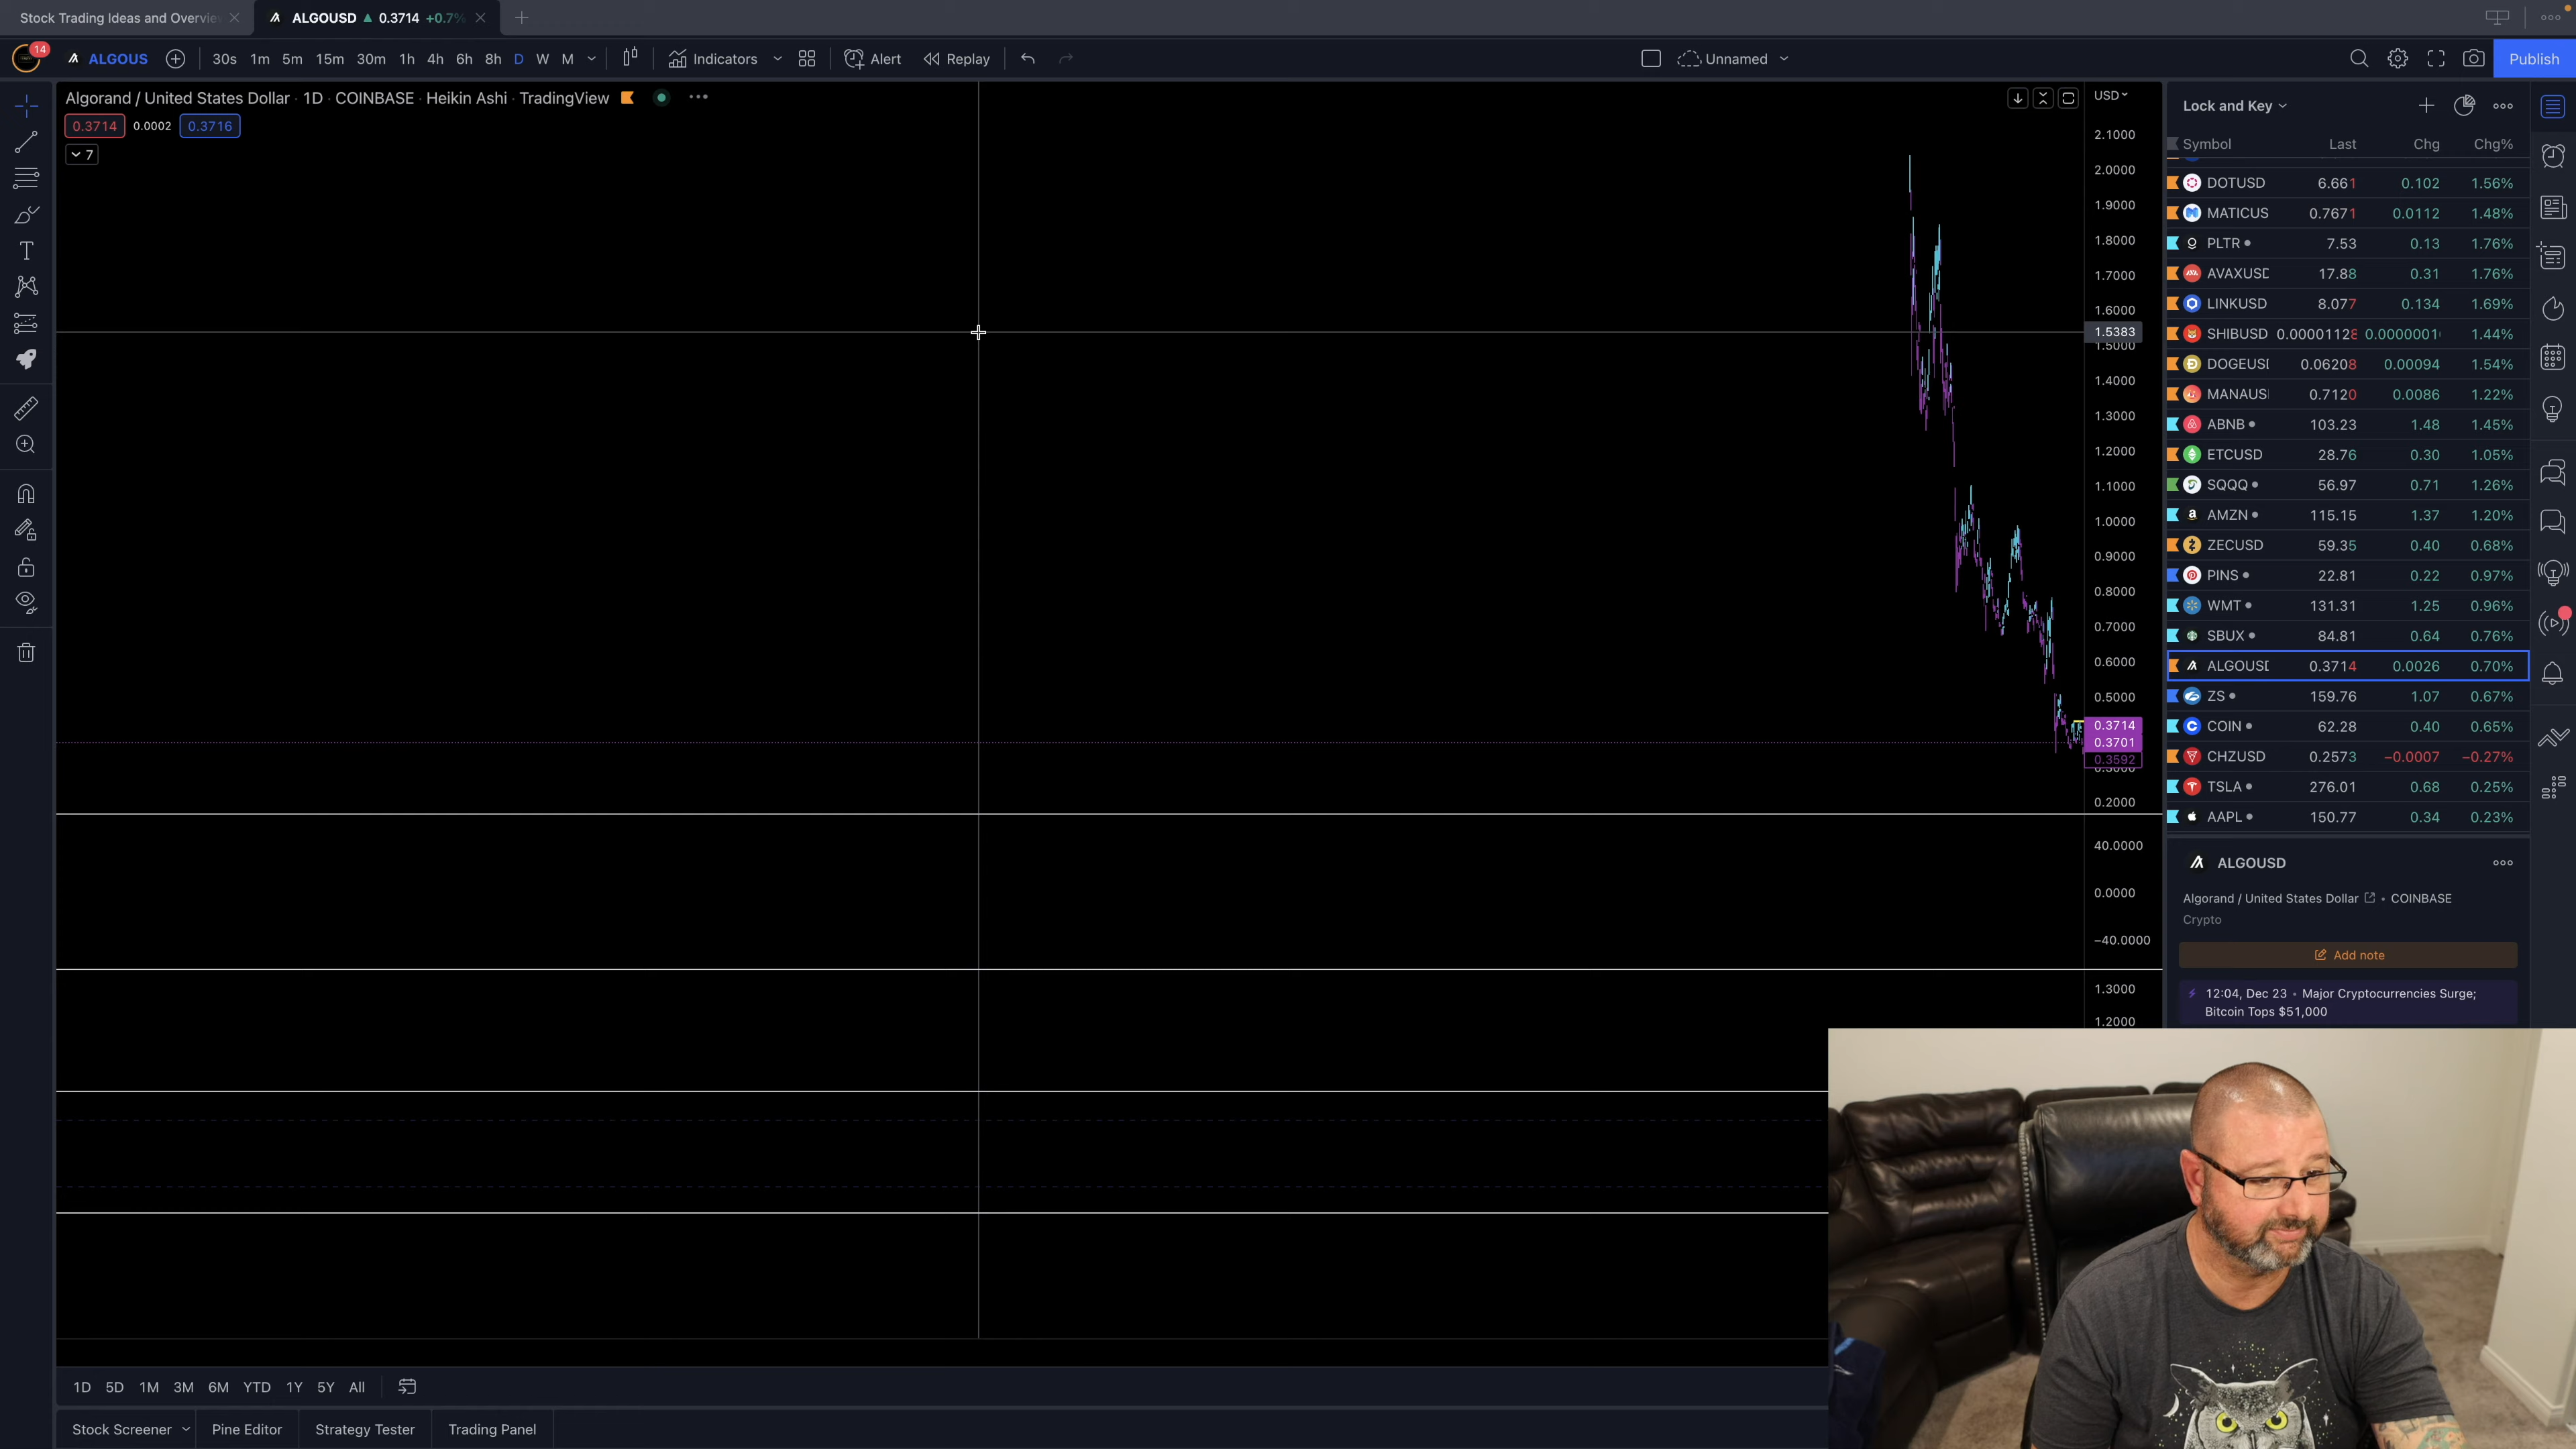 Stock Trading Ideas and Overvie
ALGOUSD ▲ 0.3714 +0.7%
14
ALGOUS 30s 1m 5m 15m 30m 1h 4h 6h 8h D W M Indicators Alert Replay Unnamed Publish
Algorand / United States Dollar · 1D · COINBASE · Heikin Ashi · TradingView
0.3714 0.0002 0.3716
7
USD
2.1000
2.0000
1.9000
1.8000
1.7000
1.6000
1.5383
1.5000
1.4000
1.3000
1.2000
1.1000
1.0000
0.9000
0.8000
0.7000
0.6000
0.5000
0.3714
0.3701
0.3592
0.2000
40.0000
0.0000
−40.0000
1.3000
1.2000
Lock and Key
Symbol Last Chg Chg%
DOTUSD 6.661 0.102 1.56%
MATICUS 0.7671 0.0112 1.48%
PLTR 7.53 0.13 1.76%
AVAXUSD 17.88 0.31 1.76%
LINKUSD 8.077 0.134 1.69%
SHIBUSD 0.00001128 0.0000001 1.44%
DOGEUSI 0.06208 0.00094 1.54%
MANAUS 0.7120 0.0086 1.22%
ABNB 103.23 1.48 1.45%
ETCUSD 28.76 0.30 1.05%
SQQQ 56.97 0.71 1.26%
AMZN 115.15 1.37 1.20%
ZECUSD 59.35 0.40 0.68%
PINS 22.81 0.22 0.97%
WMT 131.31 1.25 0.96%
SBUX 84.81 0.64 0.76%
ALGOUSD 0.3714 0.0026 0.70%
ZS 159.76 1.07 0.67%
COIN 62.28 0.40 0.65%
CHZUSD 0.2573 −0.0007 −0.27%
TSLA 276.01 0.68 0.25%
AAPL 150.77 0.34 0.23%
ALGOUSD
Algorand / United States Dollar • COINBASE
Crypto
Add note
12:04, Dec 23 • Major Cryptocurrencies Surge;
Bitcoin Tops $51,000
1D 5D 1M 3M 6M YTD 1Y 5Y All
Stock Screener Pine Editor Strategy Tester Trading Panel